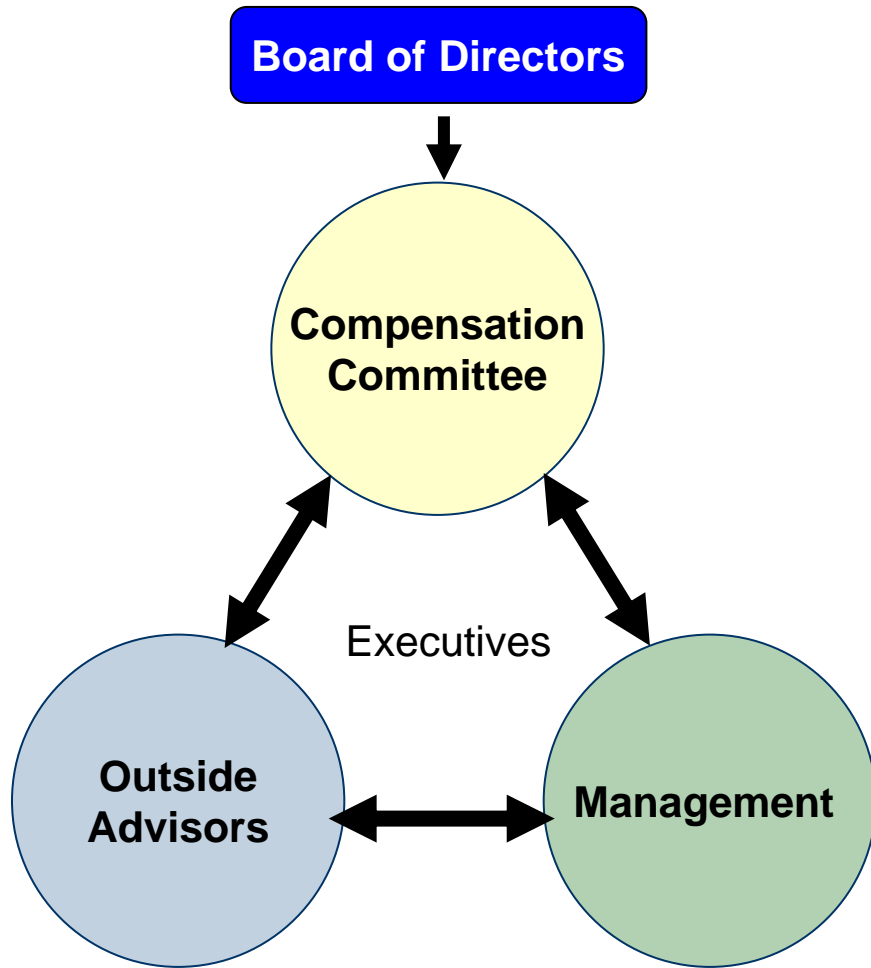 Board of Directors
Compensation
Committee
Executives
Outside
Advisors
Management